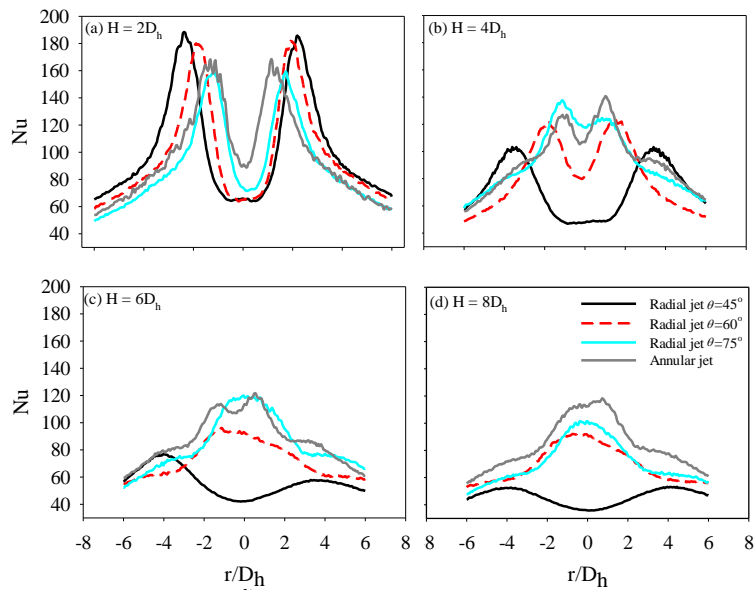 200
(a) H = 2D_h
(b) H = 4D_h
180
160
140
Nu
120
100
80
60
40
200
(c) H = 6D_h
(d) H = 8D_h
180
Radial jet θ=45°
160
Radial jet θ=60°
140
Radial jet θ=75°
Nu
Annular jet
120
100
80
60
40
-8 -6 -4 -2 0 2 4 6 8
-8 -6 -4 -2 0 2 4 6 8
r/D_h
r/D_h